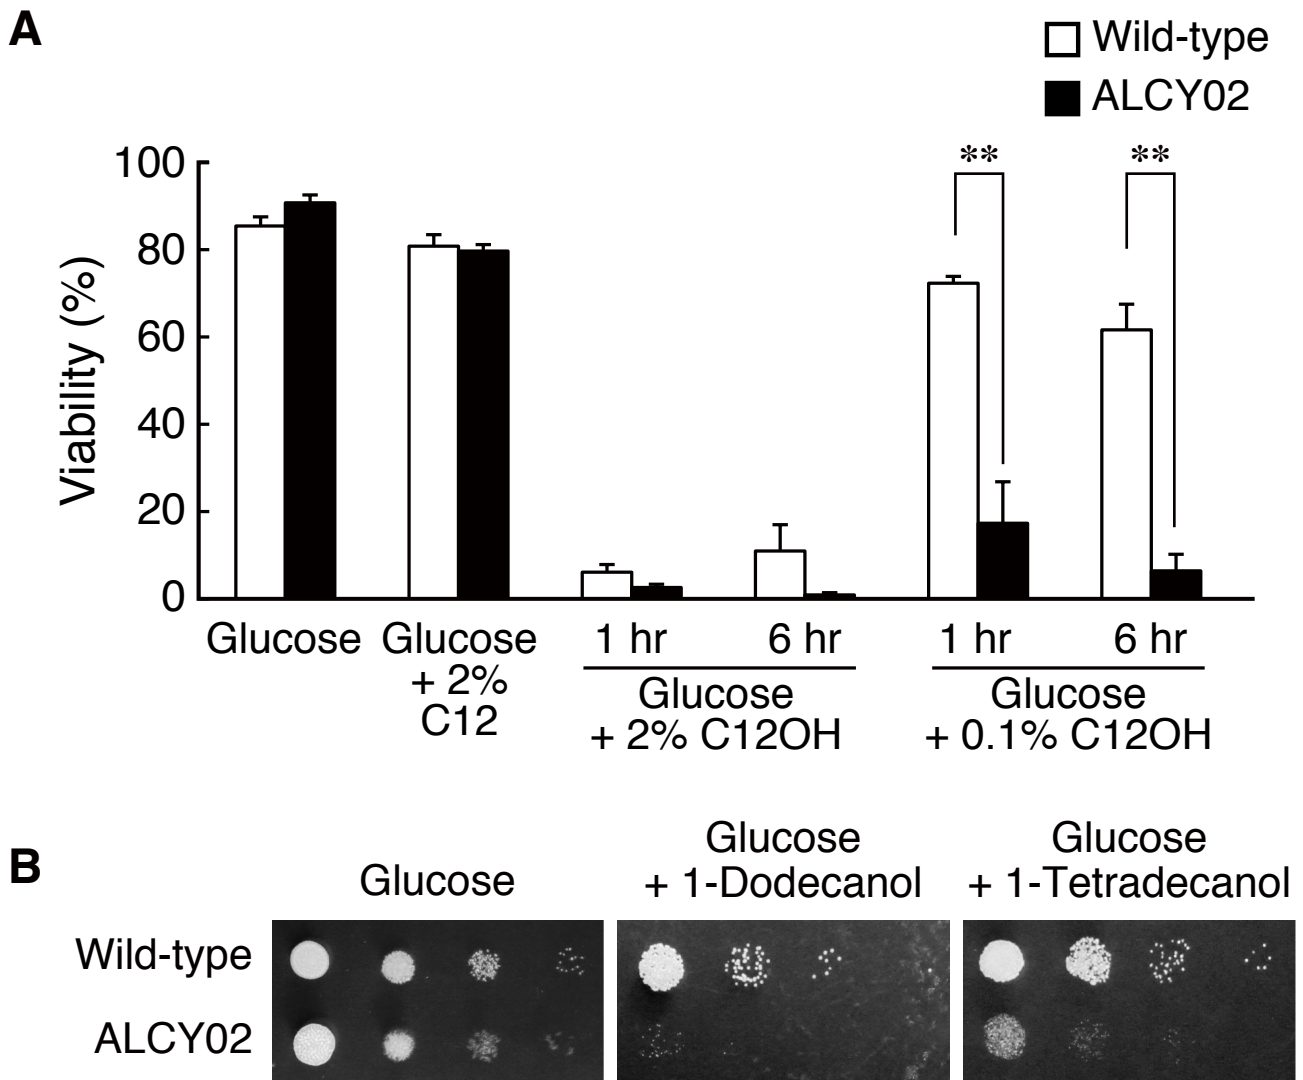 A
Wild-type
ALCY02
** **
100
80
60
40
20
0
Viability (%)
Glucose
Glucose
+ 2%
C12
1 hr 6 hr
Glucose
+ 2% C12OH
1 hr 6 hr
Glucose
+ 0.1% C12OH
B
Glucose
Glucose
+ 1-Dodecanol
Glucose
+ 1-Tetradecanol
Wild-type
ALCY02